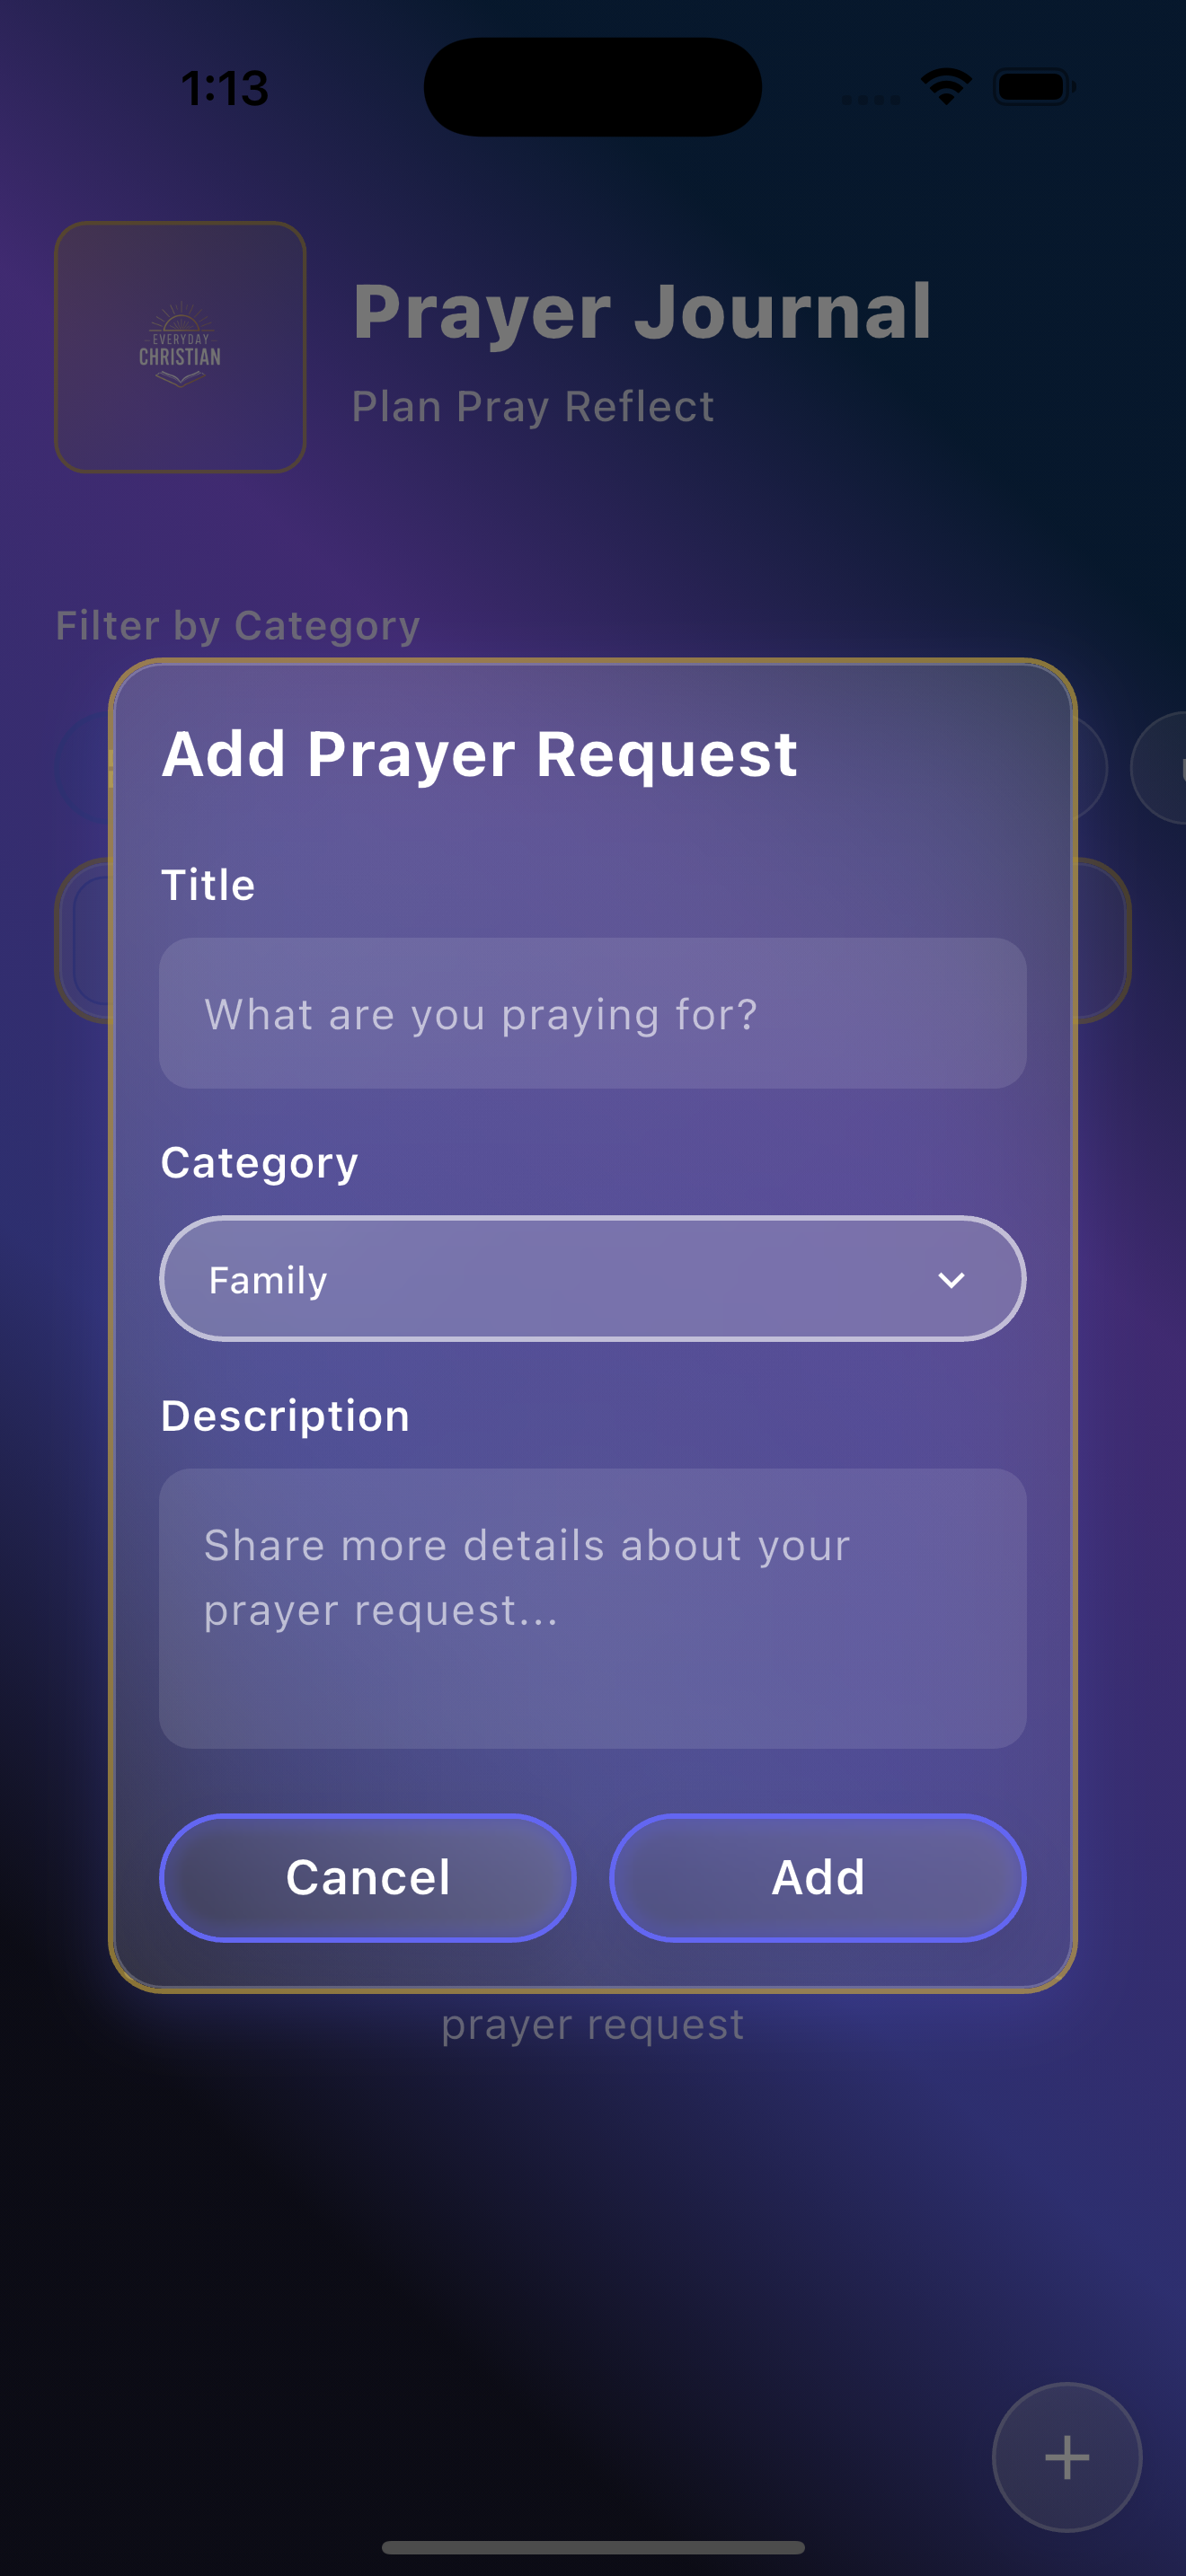 1:13
EVERYDAY
CHRISTIAN
Prayer Journal
Plan Pray Reflect
Filter by Category
Add Prayer Request
Title
What are you praying for?
Category
Family
Description
Share more details about your
prayer request...
Cancel
Add
prayer request